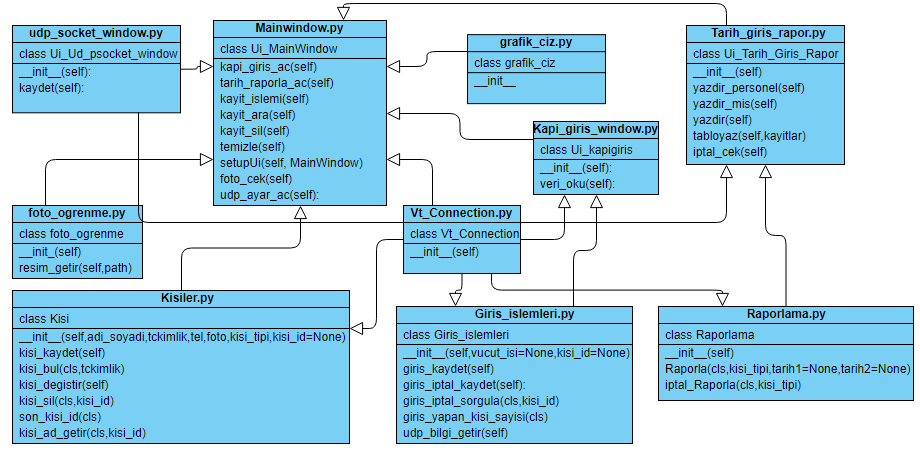 udp_socket_window.py
class Ui_Ud_psocket_window
__init__(self):
kaydet(self):
Mainwindow.py
class Ui_MainWindow
kapi_giris_ac(self)
tarih_raporla_ac(self)
kayit_islemi(self)
kayit_ara(self)
kayit_sil(self)
temizle(self)
setupUi(self, MainWindow)
foto_cek(self)
udp_ayar_ac(self):
grafik_ciz.py
class grafik_ciz
__init__
Tarih_giris_rapor.py
class Ui_Tarih_Giris_Rapor
__init__(self)
yazdir_personel(self)
yazdir_mis(self)
yazdir(self)
tabloyaz(self,kayitlar)
iptal_cek(self)
Kapi_giris_window.py
class Ui_kapigiris
__init__(self):
veri_oku(self):
foto_ogrenme.py
class foto_ogrenme
__init_(self)
resim_getir(self,path)
Vt_Connection.py
class Vt_Connection
__init__(self)
Kisiler.py
class Kisi
__init__(self,adi_soyadi,tckimlik,tel,foto,kisi_tipi,kisi_id=None)
kisi_kaydet(self)
kisi_bul(cls,tckimlik)
kisi_degistir(self)
kisi_sil(cls,kisi_id)
son_kisi_id(cls)
kisi_ad_getir(cls,kisi_id)
Giris_islemleri.py
class Giris_islemleri
__init__(self,vucut_isi=None,kisi_id=None)
giris_kaydet(self)
giris_iptal_kaydet(self):
giris_iptal_sorgula(cls,kisi_id)
giris_yapan_kisi_sayisi(cls)
udp_bilgi_getir(self)
Raporlama.py
class Raporlama
__init__(self)
Raporla(cls,kisi_tipi,tarih1=None,tarih2=None)
iptal_Raporla(cls,kisi_tipi)